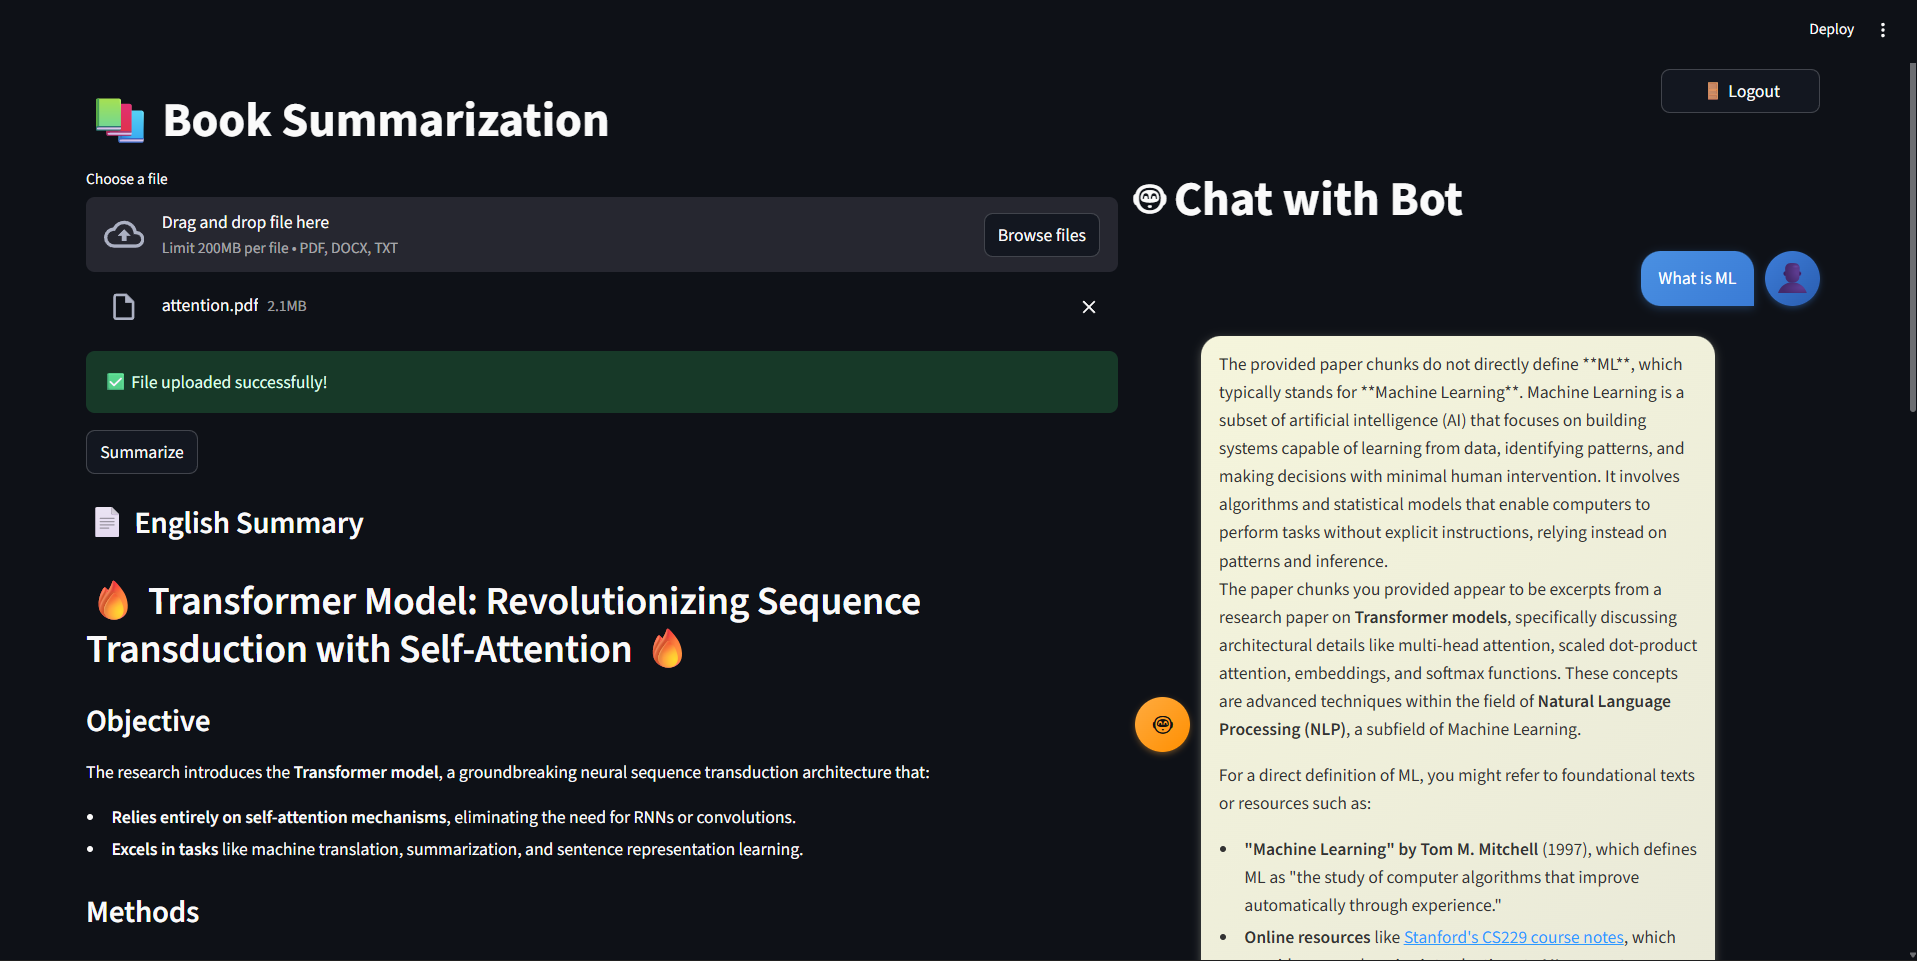 Deploy
Logout
Book Summarization
Choose a file
Drag and drop file here
Limit 200MB per file • PDF, DOCX, TXT
Browse files
attention.pdf 2.1MB
File uploaded successfully!
Summarize
English Summary
Transformer Model: Revolutionizing Sequence
Transduction with Self-Attention
Objective
The research introduces the Transformer model, a groundbreaking neural sequence transduction architecture that:
• Relies entirely on self-attention mechanisms, eliminating the need for RNNs or convolutions.
• Excels in tasks like machine translation, summarization, and sentence representation learning.
Methods
Chat with Bot
What is ML
The provided paper chunks do not directly define **ML**, which
typically stands for **Machine Learning**. Machine Learning is a
subset of artificial intelligence (AI) that focuses on building
systems capable of learning from data, identifying patterns, and
making decisions with minimal human intervention. It involves
algorithms and statistical models that enable computers to
perform tasks without explicit instructions, relying instead on
patterns and inference.
The paper chunks you provided appear to be excerpts from a
research paper on Transformer models, specifically discussing
architectural details like multi-head attention, scaled dot-product
attention, embeddings, and softmax functions. These concepts
are advanced techniques within the field of Natural Language
Processing (NLP), a subfield of Machine Learning.
For a direct definition of ML, you might refer to foundational texts
or resources such as:
• "Machine Learning" by Tom M. Mitchell (1997), which defines
ML as "the study of computer algorithms that improve
automatically through experience."
• Online resources like Stanford's CS229 course notes, which